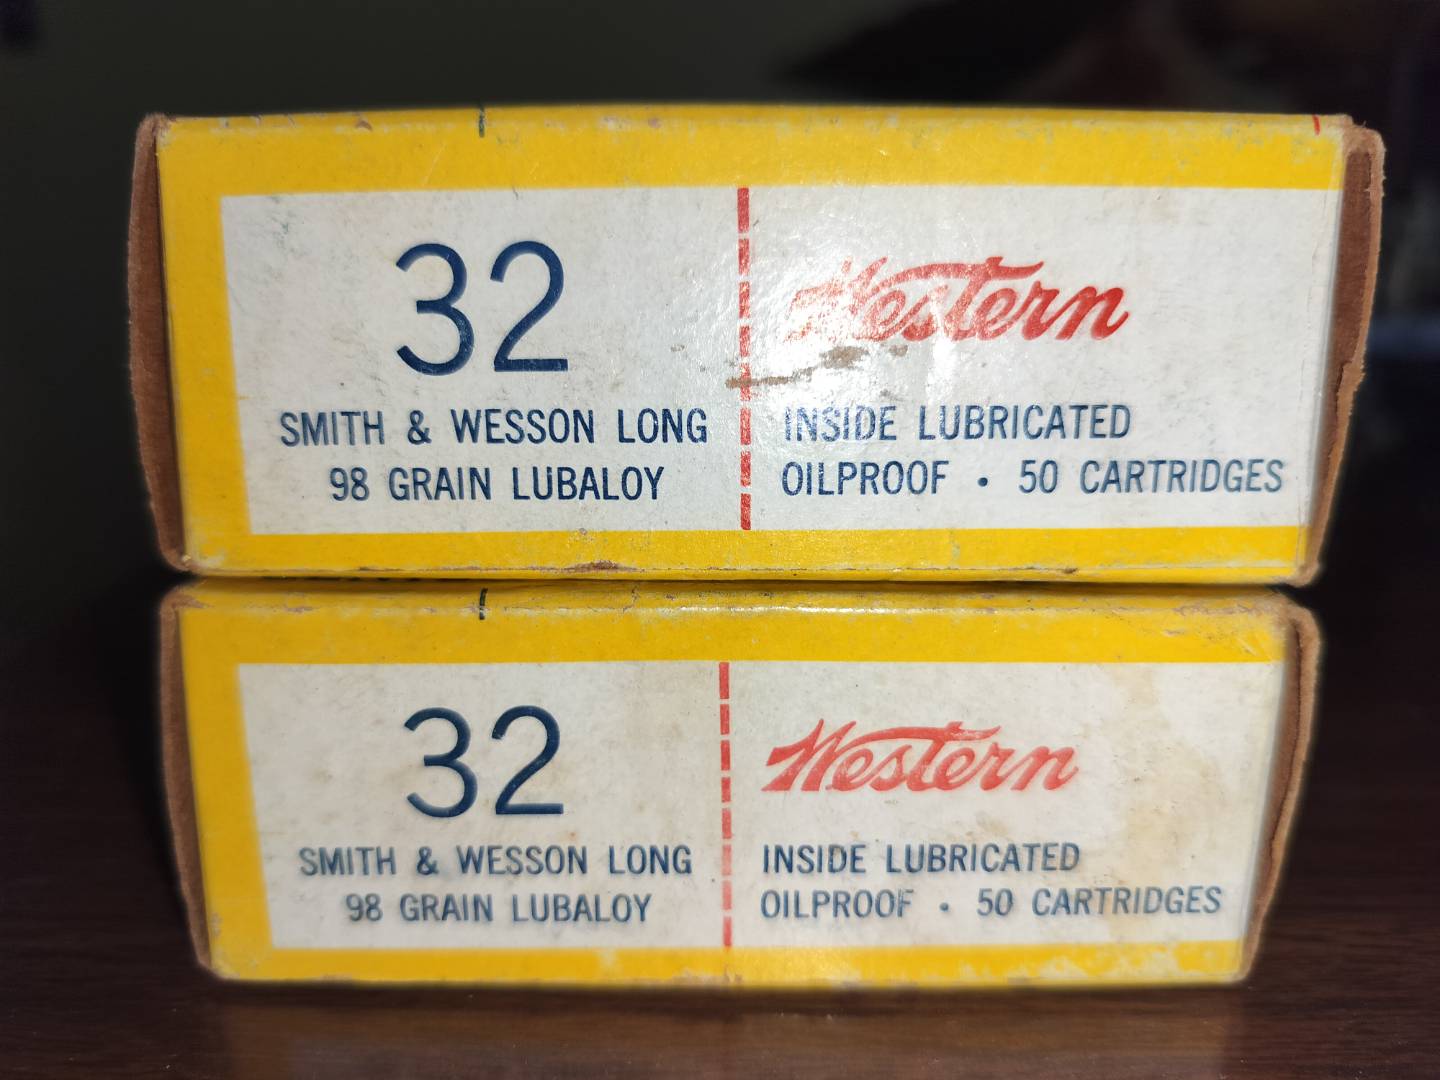 32
SMITH & WESSON LONG
98 GRAIN LUBALOY
Western
INSIDE LUBRICATED
OILPROOF • 50 CARTRIDGES
32
SMITH & WESSON LONG
98 GRAIN LUBALOY
Western
INSIDE LUBRICATED
OILPROOF • 50 CARTRIDGES